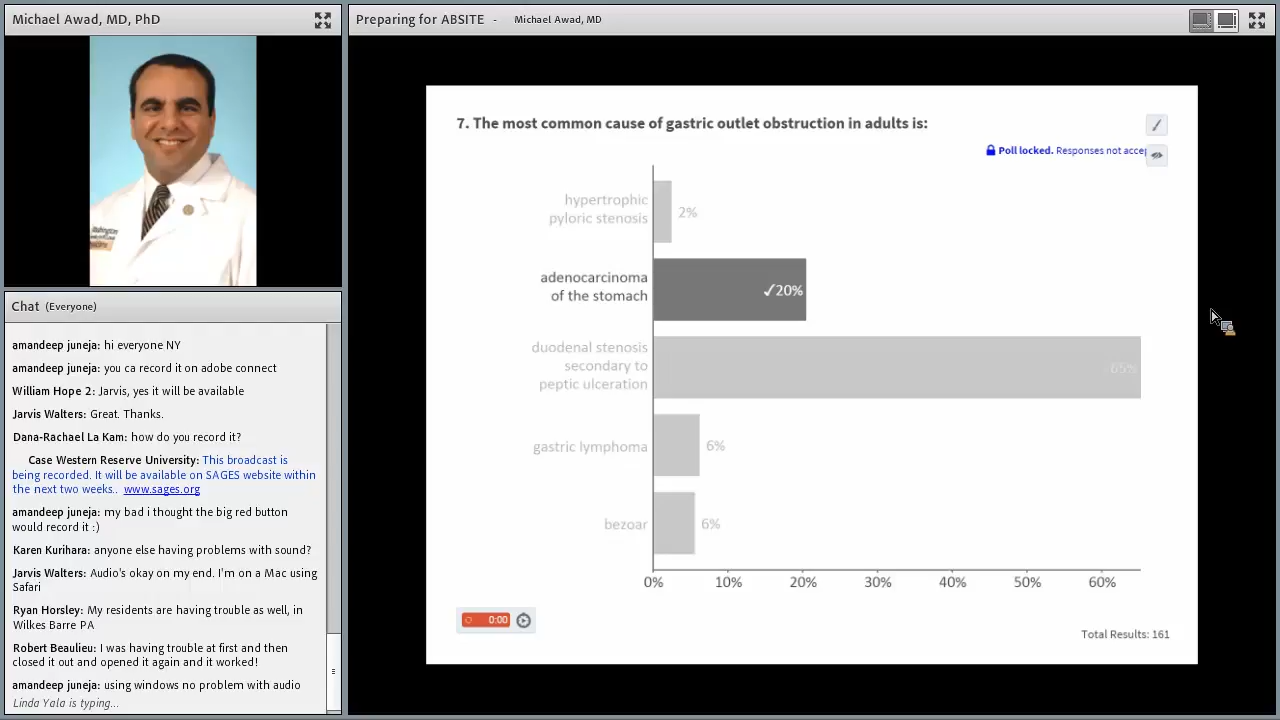 Michael Awad, MD, PhD
Preparing for ABSITE - Michael Awad, MD
Chat (Everyone)
amandeep juneja: hi everyone NY
amandeep juneja: you ca record it on adobe connect
William Hope 2: Jarvis, yes it will be available
Jarvis Walters: Great. Thanks.
Dana-Rachael La Kam: how do you record it?
Case Western Reserve University: This broadcast is
being recorded. It will be available on SAGES website within
the next two weeks.. www.sages.org
amandeep juneja: my bad i thought the big red button
would record it :)
Karen Kurihara: anyone else having problems with sound?
Jarvis Walters: Audio's okay on my end. I'm on a Mac using
Safari
Ryan Horsley: My residents are having trouble as well, in
Wilkes Barre PA
Robert Beaulieu: I was having trouble at first and then
closed it out and opened it again and it worked!
amandeep juneja: using windows no problem with audio
Linda Yala is typing...
7. The most common cause of gastric outlet obstruction in adults is:
Poll locked. Responses not accep
hypertrophic
pyloric stenosis
2%
adenocarcinoma
of the stomach
✓20%
duodenal stenosis
secondary to
peptic ulceration
65%
gastric lymphoma
6%
bezoar
6%
0% 10% 20% 30% 40% 50% 60%
0:00
Total Results: 161